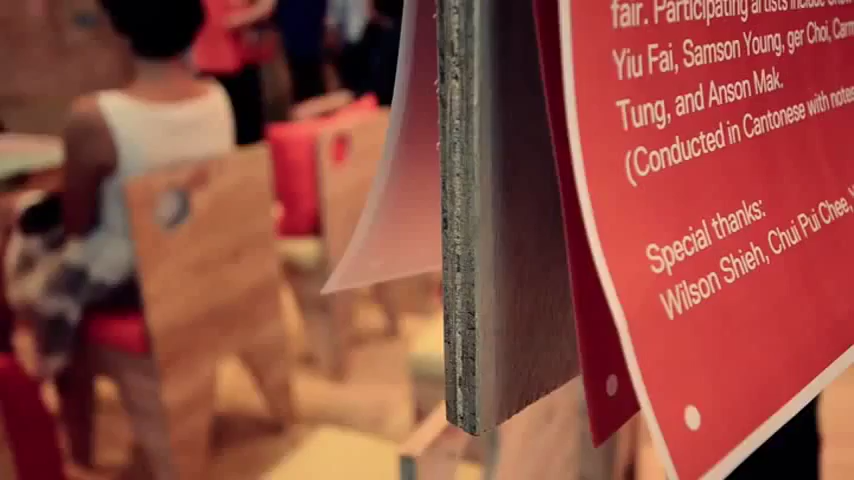 fair. Participating artists include
Yiu Fai, Samson Young, ger Choi, Carm
Tung, and Anson Mak.
(Conducted in Cantonese with notes
Special thanks:
Wilson Shieh, Chui Pui Chee,